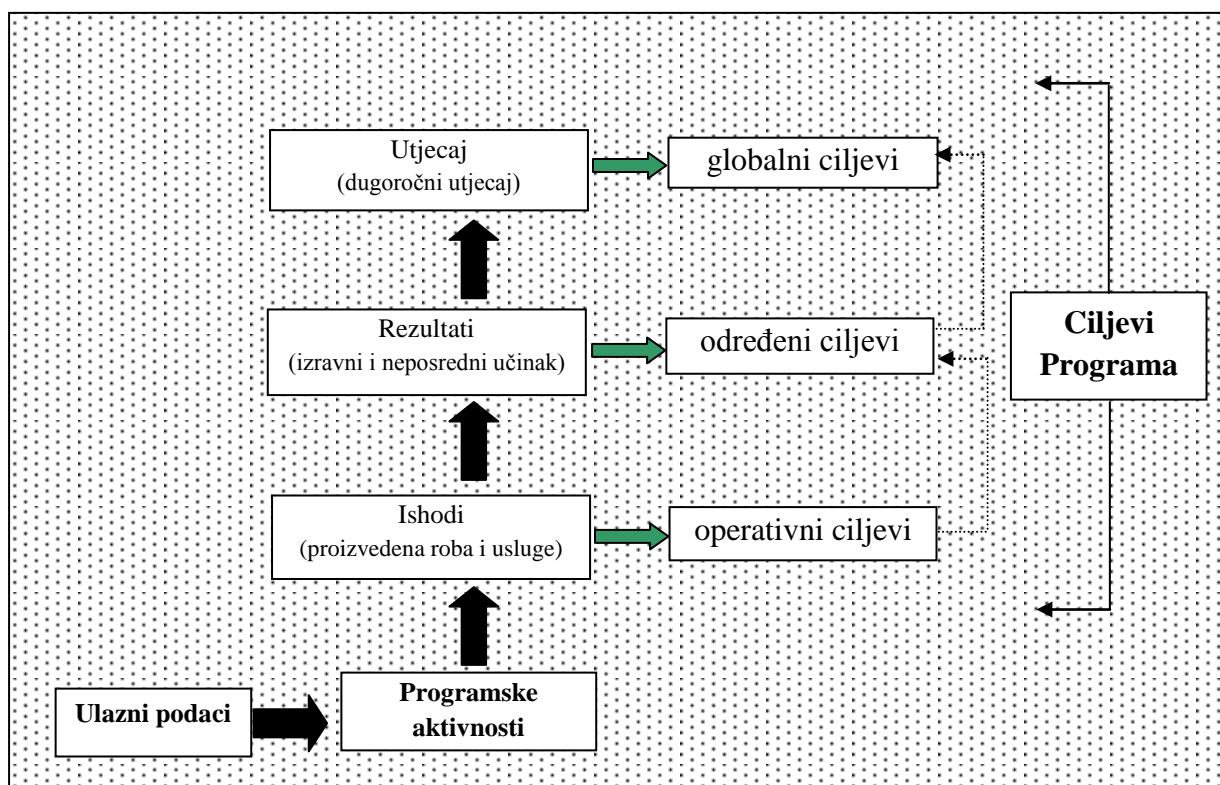 Utjecaj
(dugoročni utjecaj)
globalni ciljevi
Rezultati
(izravni i neposredni učinak)
određeni ciljevi
Ciljevi
Programa
Ishodi
(proizvedena roba i usluge)
operativni ciljevi
Ulazni podaci
Programske
aktivnosti